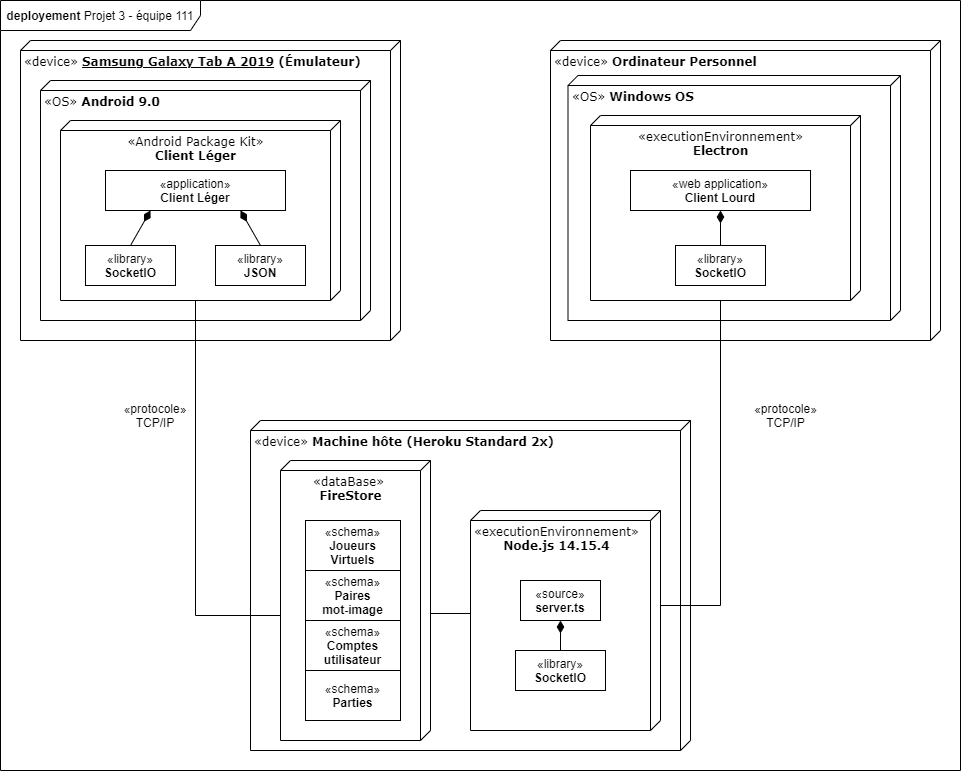 deployement Projet 3 - équipe 111
«device» Samsung Galaxy Tab A 2019 (Émulateur)
«OS» Android 9.0
«Android Package Kit»
Client Léger
«application»
Client Léger
«library»
SocketIO
«library»
JSON
«device» Ordinateur Personnel
«OS» Windows OS
«executionEnvironnement»
Electron
«web application»
Client Lourd
«library»
SocketIO
«protocole»
TCP/IP
«protocole»
TCP/IP
«device» Machine hôte (Heroku Standard 2x)
«dataBase»
FireStore
«schema»
Joueurs
Virtuels
«schema»
Paires
mot-image
«schema»
Comptes
utilisateur
«schema»
Parties
«executionEnvironnement»
Node.js 14.15.4
«source»
server.ts
«library»
SocketIO